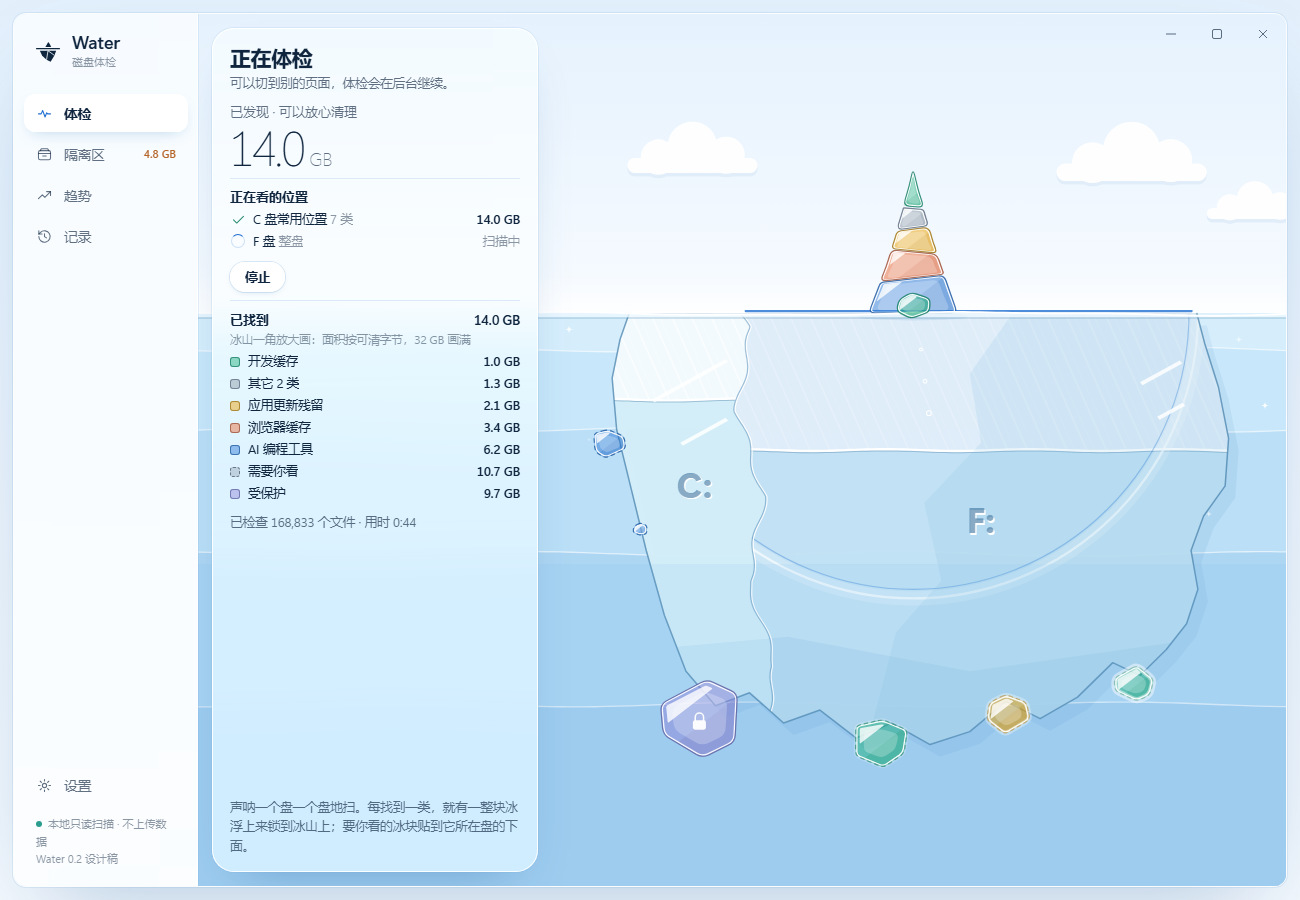 Water
磁盘体检
体检
隔离区 4.8 GB
趋势
记录
设置
本地只读扫描 · 不上传数
据
Water 0.2 设计稿
正在体检
可以切到别的页面，体检会在后台继续。
已发现 · 可以放心清理
14.0 GB
正在看的位置
C 盘常用位置 7 类 14.0 GB
F 盘 整盘 扫描中
停止
已找到 14.0 GB
冰山一角放大画：面积按可清字节，32 GB 画满
开发缓存 1.0 GB
其它 2 类 1.3 GB
应用更新残留 2.1 GB
浏览器缓存 3.4 GB
AI 编程工具 6.2 GB
需要你看 10.7 GB
受保护 9.7 GB
已检查 168,833 个文件 · 用时 0:44
声呐一个盘一个盘地扫。每找到一类，就有一整块冰
浮上来锁到冰山上；要你看的冰块贴到它所在盘的下
面。
C:
F: